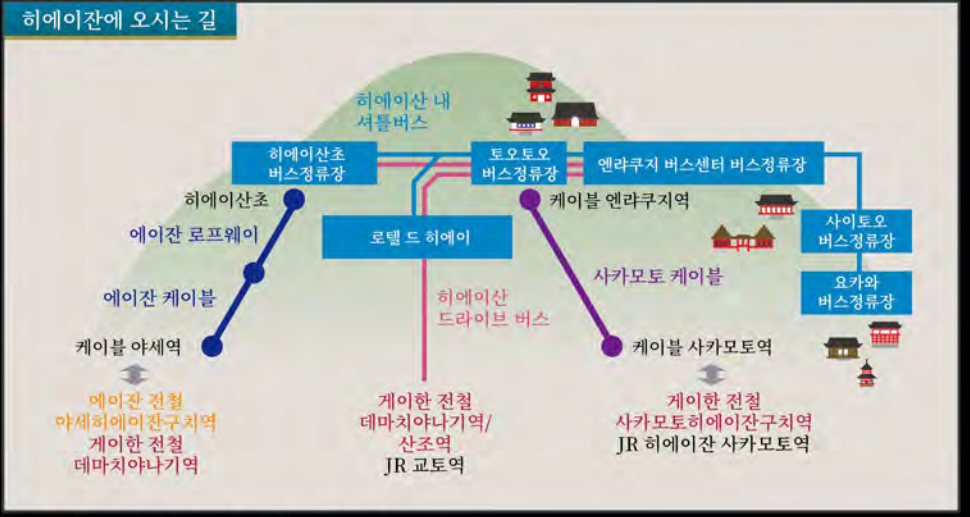 히에이잔에 오시는 길
히에이산 내
셔틀버스
히에이산초
버스정류장
토오토오
버스정류장
엔랴쿠지 버스센터 버스정류장
히에이산초
케이블 엔랴쿠지역
에이잔 로프웨이
로텔 드 히에이
사이토오
버스정류장
에이잔 케이블
히에이산
드라이브 버스
사카모토 케이블
요카와
버스정류장
케이블 야세역
케이블 사카모토역
에이잔 전철
야세히에이잔구치역
게이한 전철
데마치야나기역
게이한 전철
데마치야나기역/
산조역
JR 교토역
게이한 전철
사카모토히에이잔구치역
JR 히에이잔 사카모토역